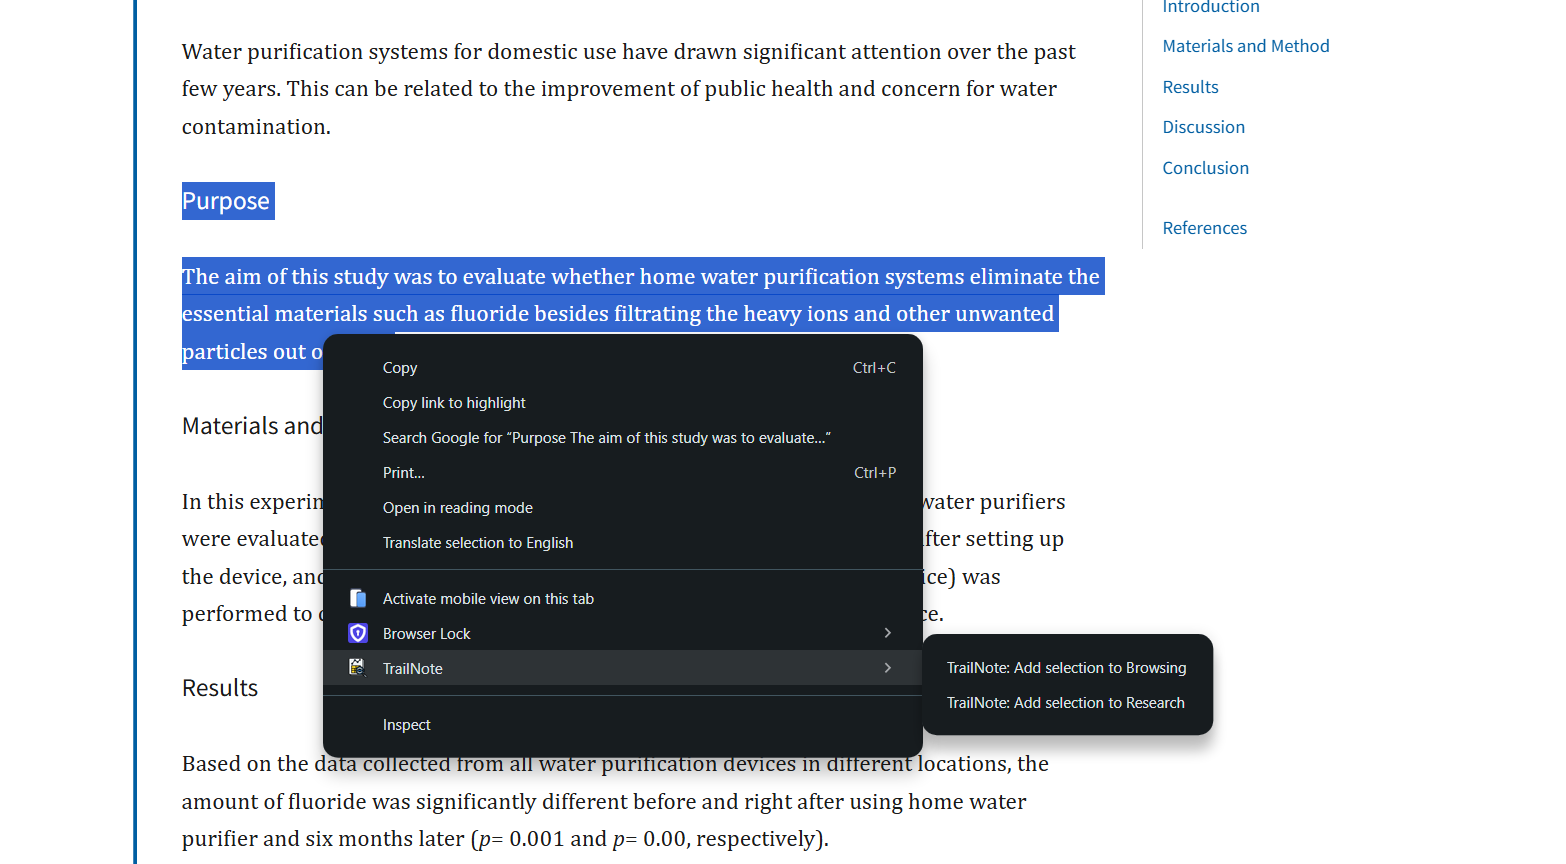 Introduction
Materials and Method
Results
Discussion
Conclusion
References
Water purification systems for domestic use have drawn significant attention over the past
few years. This can be related to the improvement of public health and concern for water
contamination.
Purpose
The aim of this study was to evaluate whether home water purification systems eliminate the
essential materials such as fluoride besides filtrating the heavy ions and other unwanted
particles out o
Materials and
In this experim
water purifiers
were evaluated
fter setting up
the device, and
ice) was
performed to
ce.
Results
Based on the data collected from all water purification devices in different locations, the
amount of fluoride was significantly different before and right after using home water
purifier and six months later (p= 0.001 and p= 0.00, respectively).
Copy Ctrl+C
Copy link to highlight
Search Google for “Purpose The aim of this study was to evaluate...”
Print... Ctrl+P
Open in reading mode
Translate selection to English
Activate mobile view on this tab
Browser Lock
TrailNote
Inspect
TrailNote: Add selection to Browsing
TrailNote: Add selection to Research